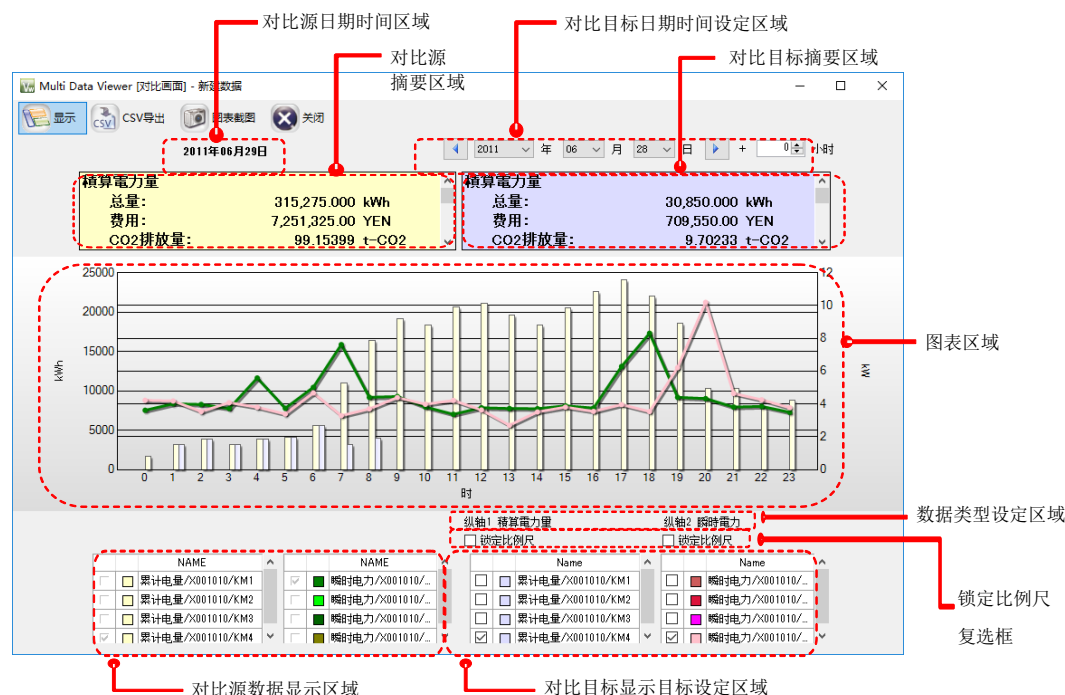 对比源日期时间区域
对比目标日期时间设定区域
对比源
摘要区域
对比目标摘要区域
Multi Data Viewer [对比画面] - 新建数据
显示
CSV
CSV导出
图表截图
关闭
2011年06月29日
2011 年 06 月 28 日 + 0 小时
積算電力量
总量: 315,275.000 kWh
费用: 7,251,325.00 YEN
CO2排放量: 99.15399 t-CO2
積算電力量
总量: 30,850.000 kWh
费用: 709,550.00 YEN
CO2排放量: 9.70233 t-CO2
25000
20000
15000
10000
5000
0
kWh
12
10
8
6
4
2
0
kW
0 1 2 3 4 5 6 7 8 9 10 11 12 13 14 15 16 17 18 19 20 21 22 23
时
图表区域
纵轴1 積算電力量
纵轴2 瞬時電力
数据类型设定区域
锁定比例尺
锁定比例尺
锁定比例尺
复选框
NAME
累计电量/X001010/KM1
累计电量/X001010/KM2
累计电量/X001010/KM3
累计电量/X001010/KM4
NAME
瞬时电力/X001010/…
瞬时电力/X001010/…
瞬时电力/X001010/…
瞬时电力/X001010/…
Name
累计电量/X001010/KM1
累计电量/X001010/KM2
累计电量/X001010/KM3
累计电量/X001010/KM4
Name
瞬时电力/X001010/…
瞬时电力/X001010/…
瞬时电力/X001010/…
瞬时电力/X001010/…
对比源数据显示区域
对比目标显示目标设定区域